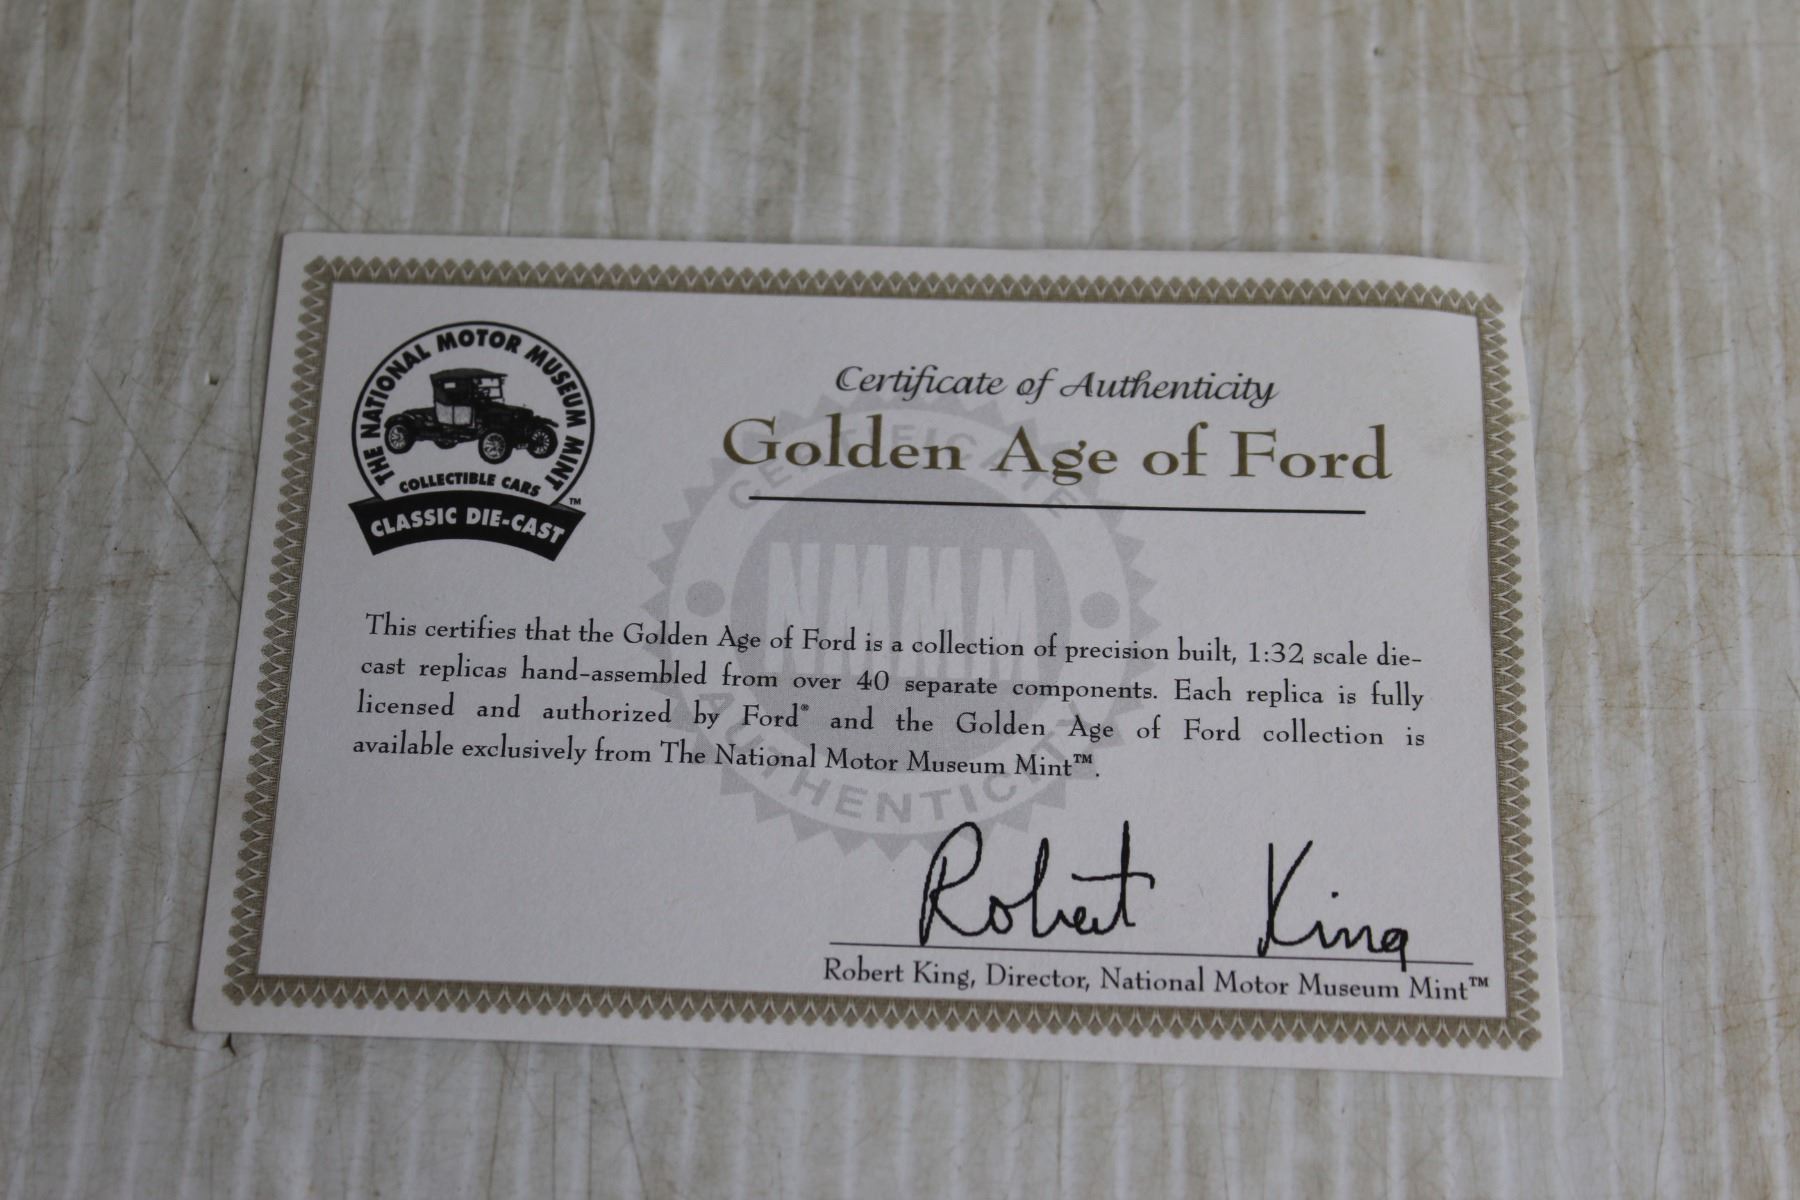 THE NATIONAL MOTOR MUSEUM MINT
COLLECTIBLE CARS
™
CLASSIC DIE-CAST
Certificate of Authenticity
Golden Age of Ford
CERTIFICATE
NMMM
AUTHENTICITY
This certifies that the Golden Age of Ford is a collection of precision built, 1:32 scale die-
cast replicas hand-assembled from over 40 separate components. Each replica is fully
licensed and authorized by Ford® and the Golden Age of Ford collection is
available exclusively from The National Motor Museum Mint™.
Robert King
Robert King, Director, National Motor Museum Mint™